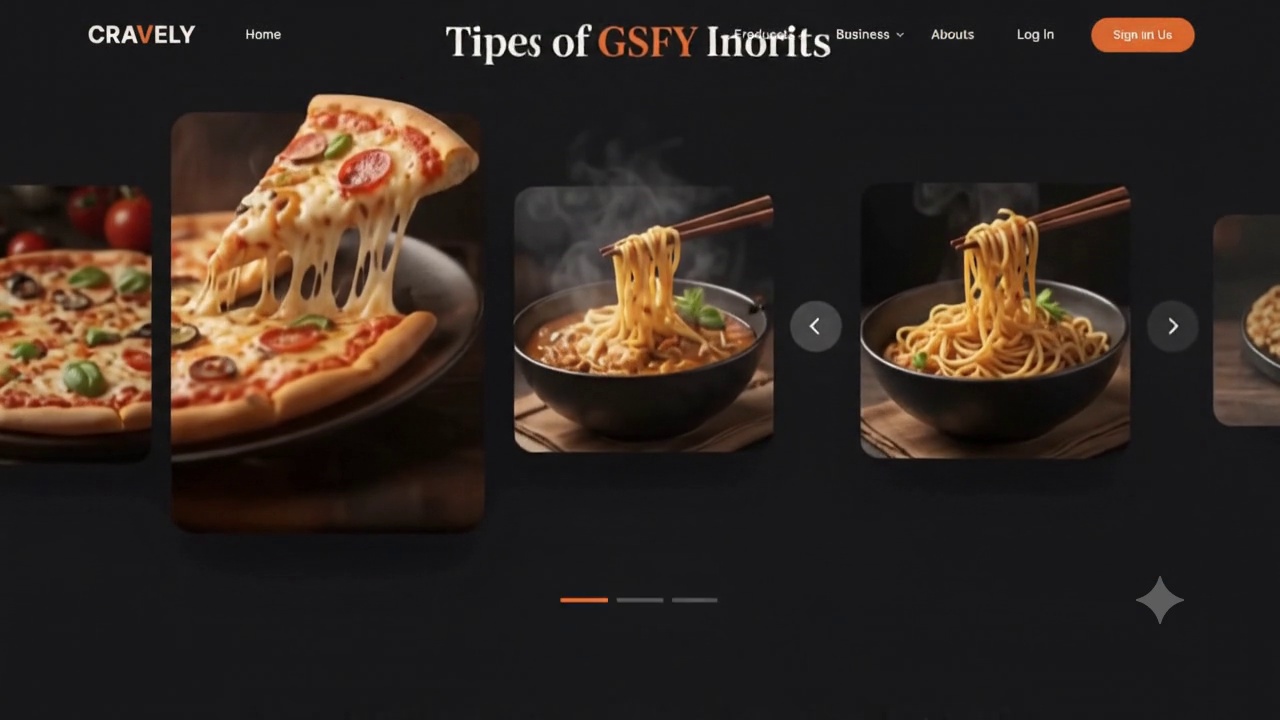 CRAVELY
Home
Business
Abouts
Log In
Sign in Us
Tipes of GSFY Inorits